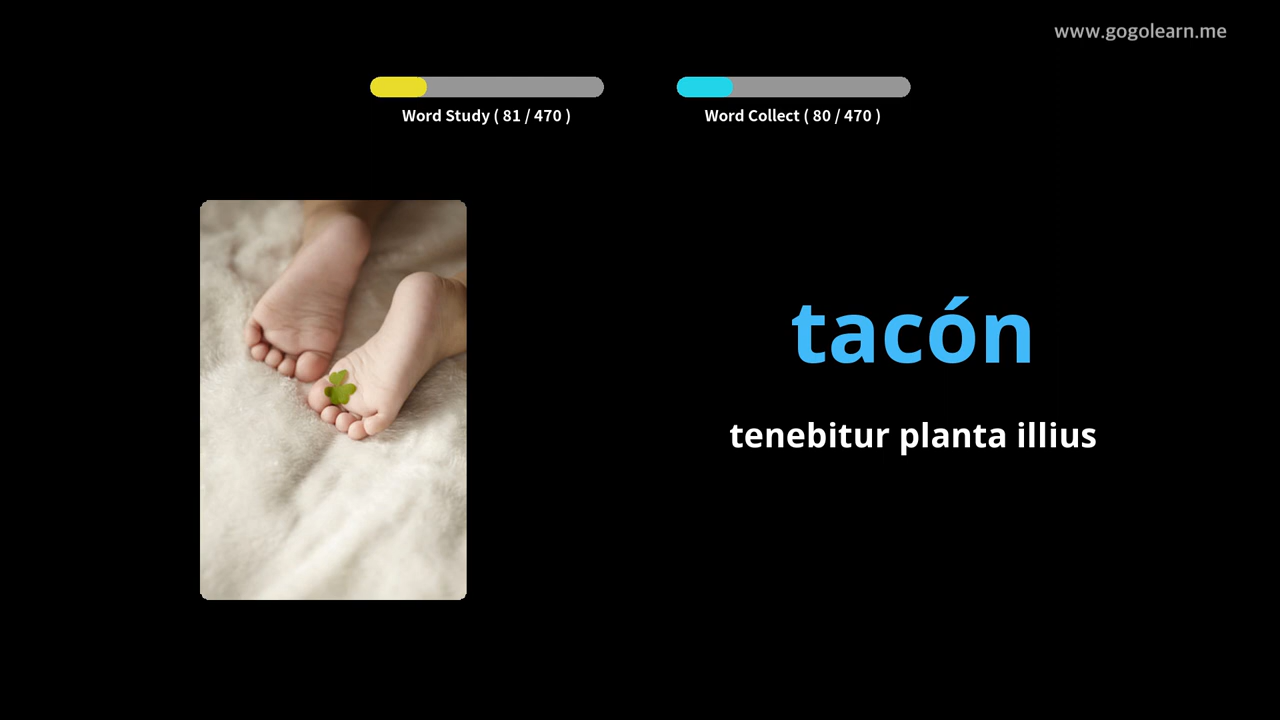 www.gogolearn.me
Word Study ( 81 / 470 )
Word Collect ( 80 / 470 )
tacón
tenebitur planta illius